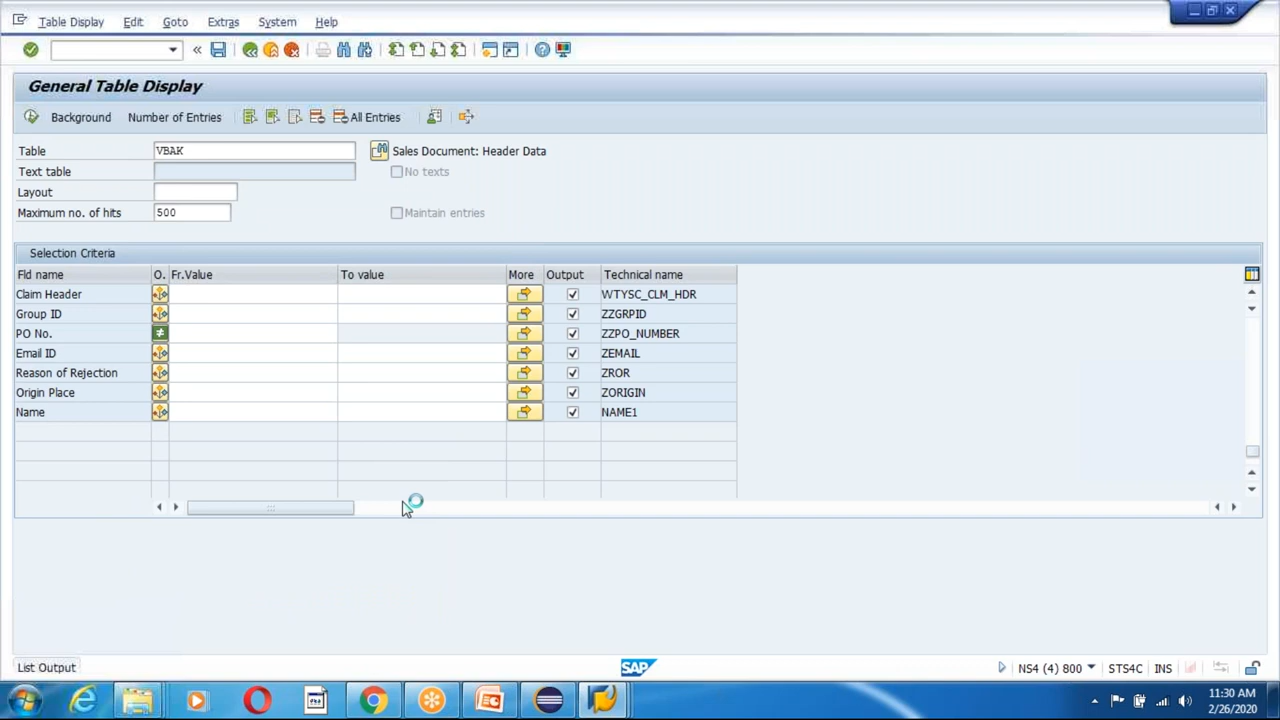 Table Display Edit Goto Extras System Help
General Table Display
Background Number of Entries All Entries
Table VBAK Sales Document: Header Data
Text table No texts
Layout
Maximum no. of hits 500 Maintain entries
Selection Criteria
Fld name O. Fr.Value To value More Output Technical name
Claim Header WTYSC_CLM_HDR
Group ID ZZGRPID
PO No. ZZPO_NUMBER
Email ID ZEMAIL
Reason of Rejection ZROR
Origin Place ZORIGIN
Name NAME1
List Output SAP NS4 (4) 800 STS4C INS
11:30 AM
2/26/2020